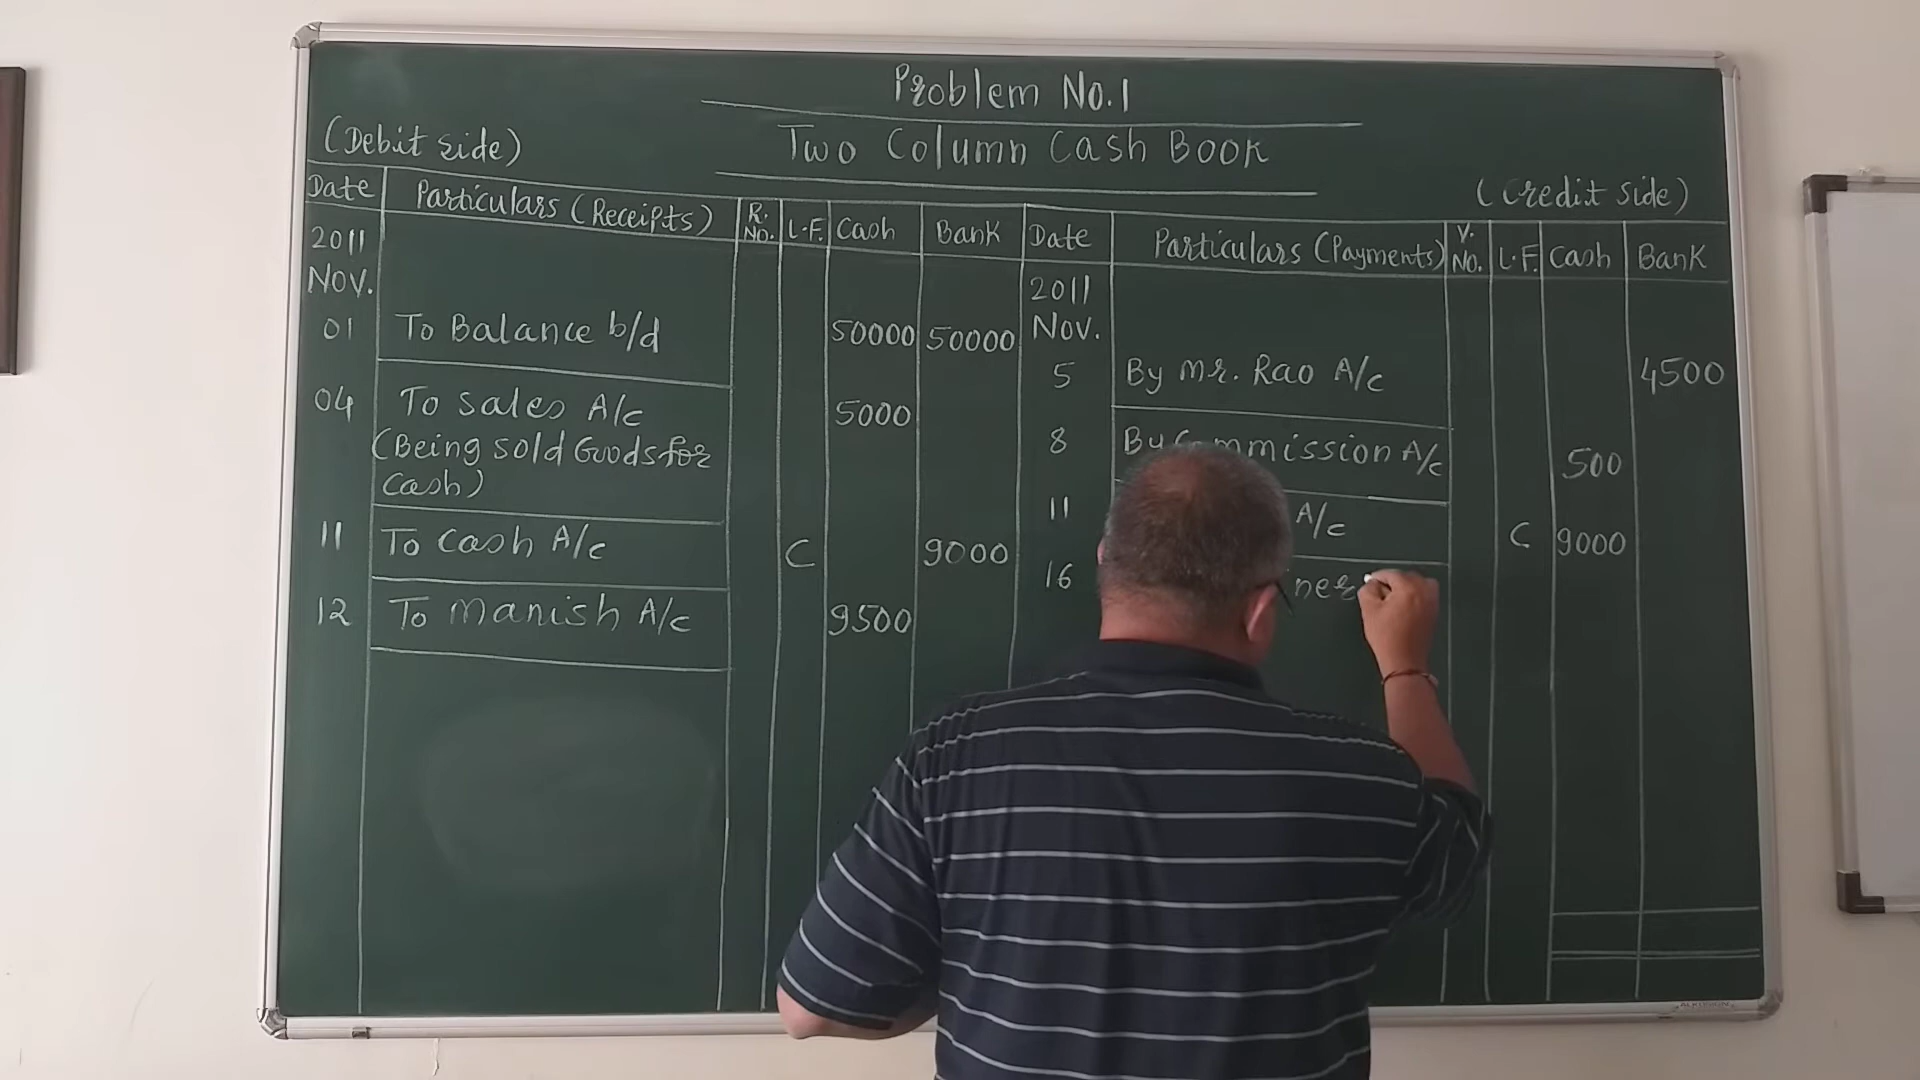 Problem No.1
Two Column Cash Book
(Debit side)
(Credit side)
Date Particulars (Receipts) R. No. L.F. Cash Bank Date Particulars (Payments) V. No. L.F. Cash Bank
2011
Nov.
01 To Balance b/d 50000 50000
04 To Sales A/c 5000
(Being sold Goods for
Cash)
11 To Cash A/c C 9000
12 To Manish A/c 9500
2011
Nov.
5 By Mr. Rao A/c 4500
8 By Commission A/c 500
11 A/c C 9000
16